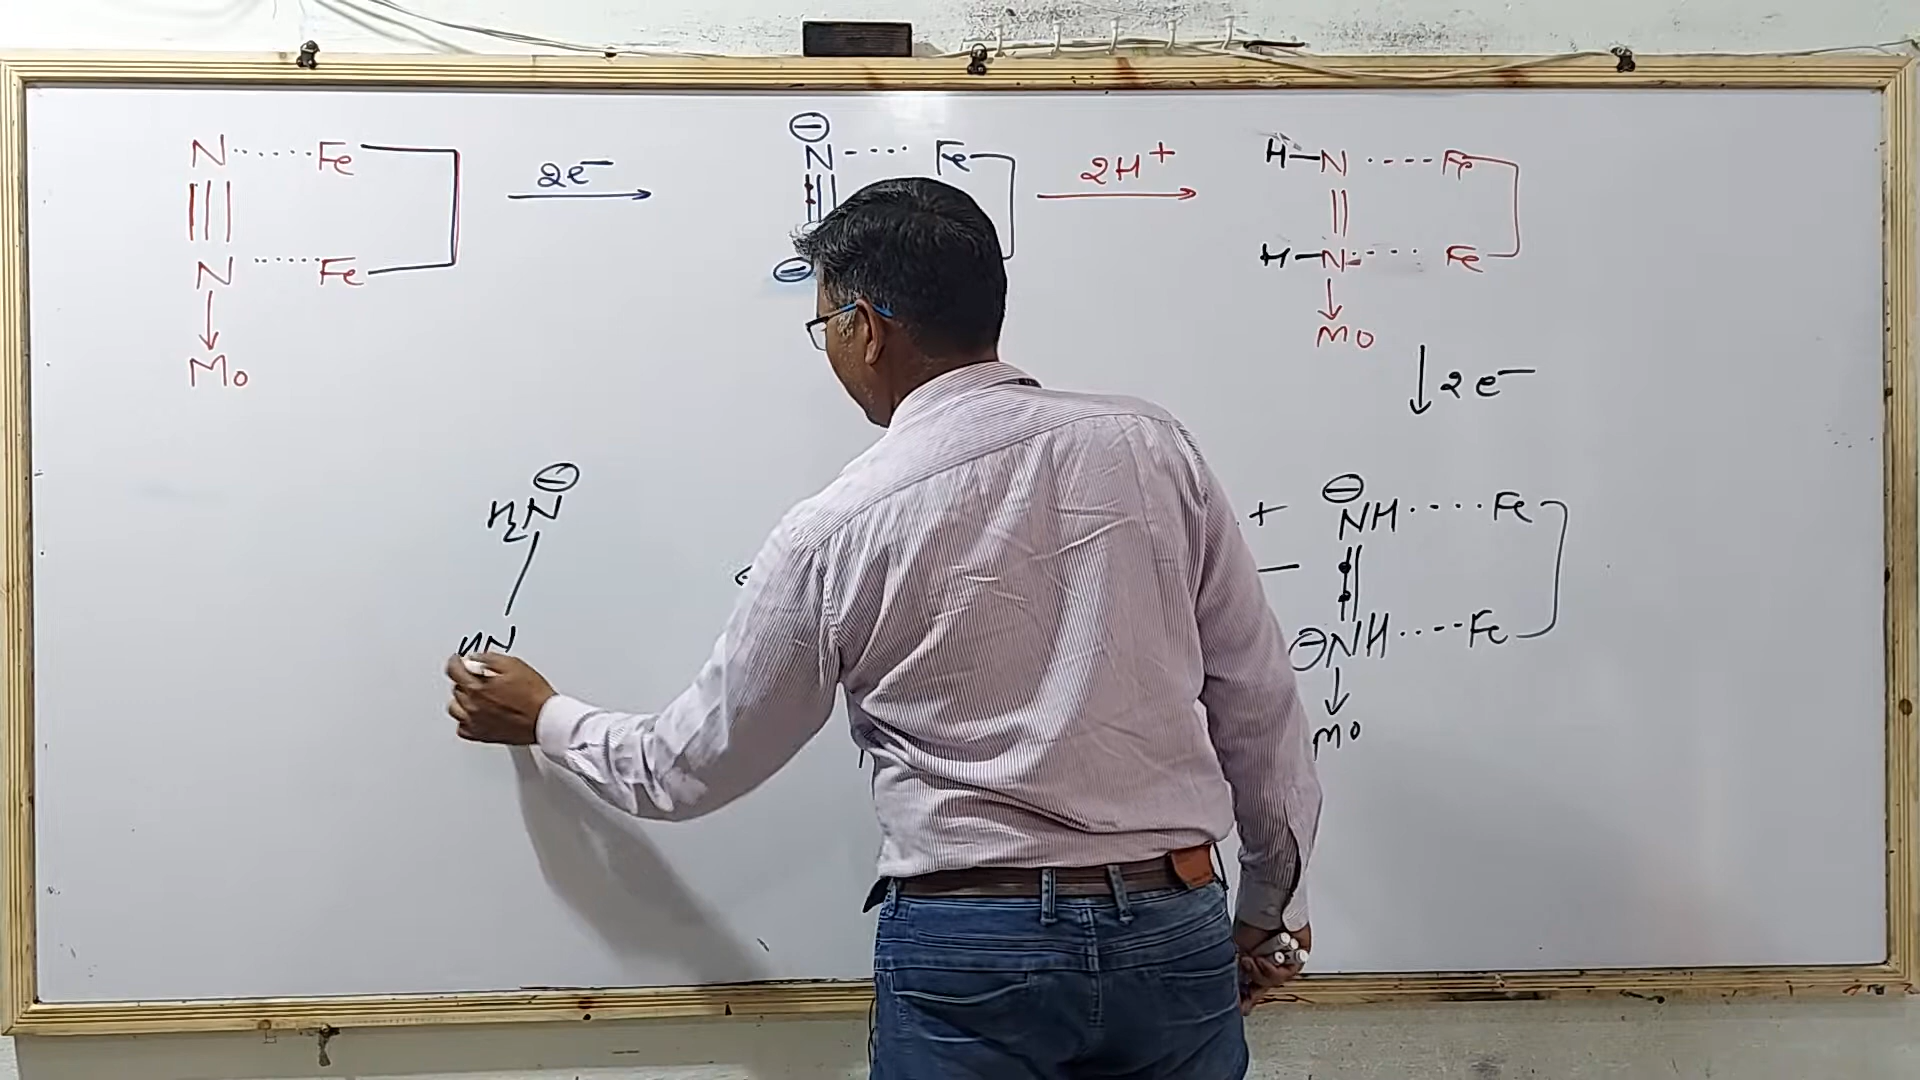 N ····· Fe
N ····· Fe
Mo
2e⁻
⊖
N ---- Fe
⊖
2H⁺
H–N ---- Fe
H–N ---- Fe
Mo
2e⁻
⊖
NH ···· Fe
⊖NH ···· Fe
Mo
+
⊖
H₂N
HN